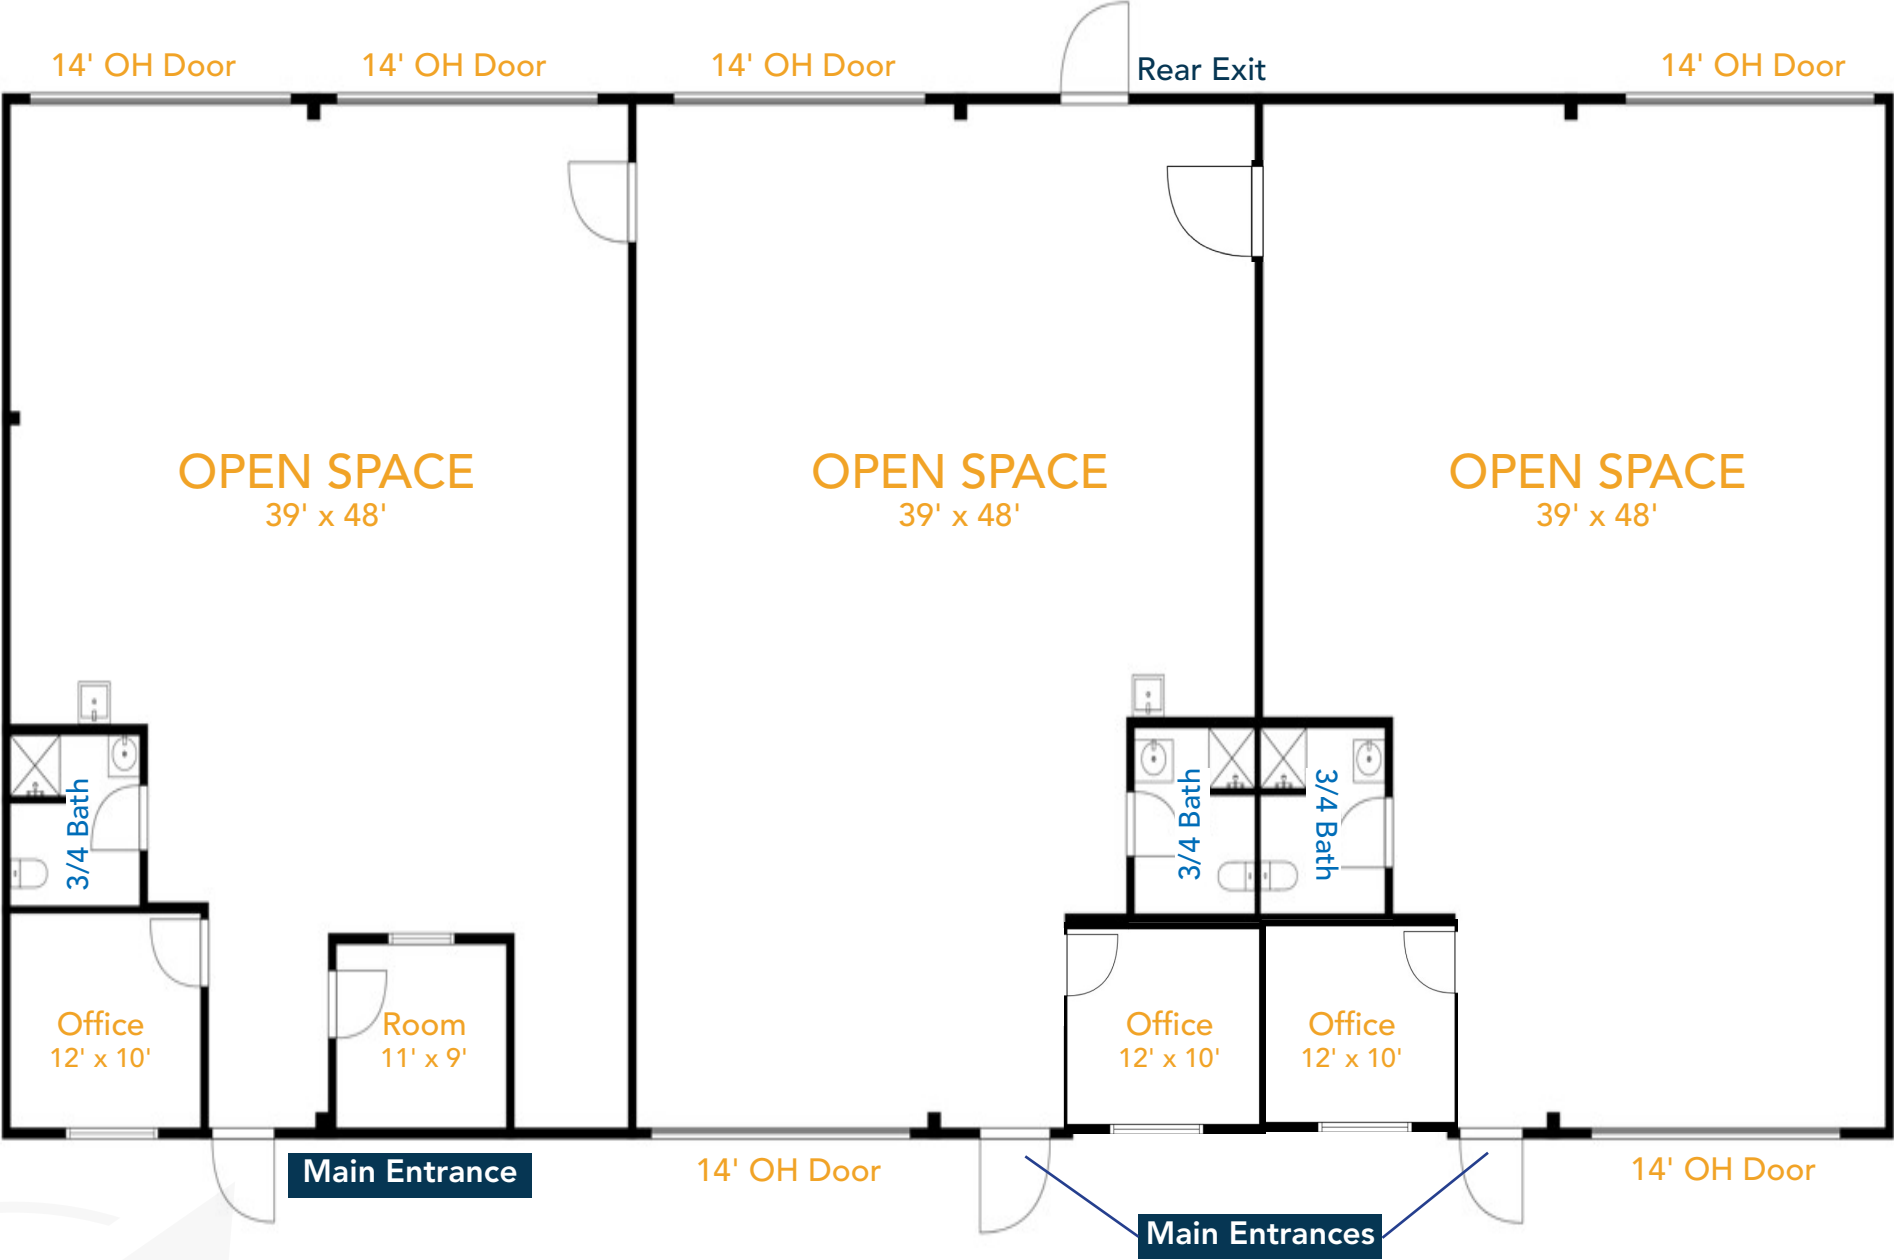 14' OH Door
14' OH Door
14' OH Door
Rear Exit
14' OH Door
OPEN SPACE
39' x 48'
OPEN SPACE
39' x 48'
OPEN SPACE
39' x 48'
3/4 Bath
3/4 Bath
3/4 Bath
Office
12' x 10'
Room
11' x 9'
Office
12' x 10'
Office
12' x 10'
Main Entrance
14' OH Door
14' OH Door
Main Entrances